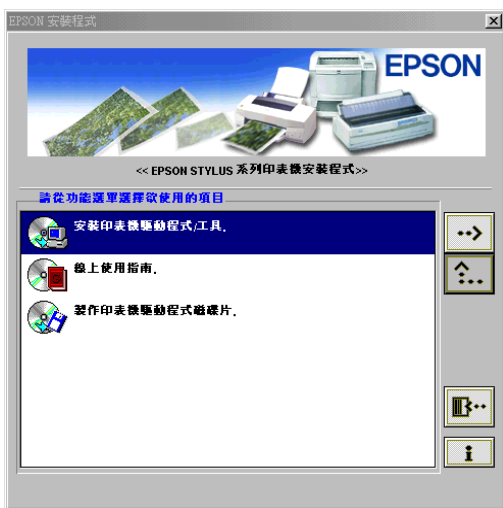 EPSON 安裝程式
EPSON
<< EPSON STYLUS 系列印表機安裝程式>>
請從功能選單選擇欲使用的項目
安裝印表機驅動程式/工具.
線上使用指南.
製作印表機驅動程式磁碟片.